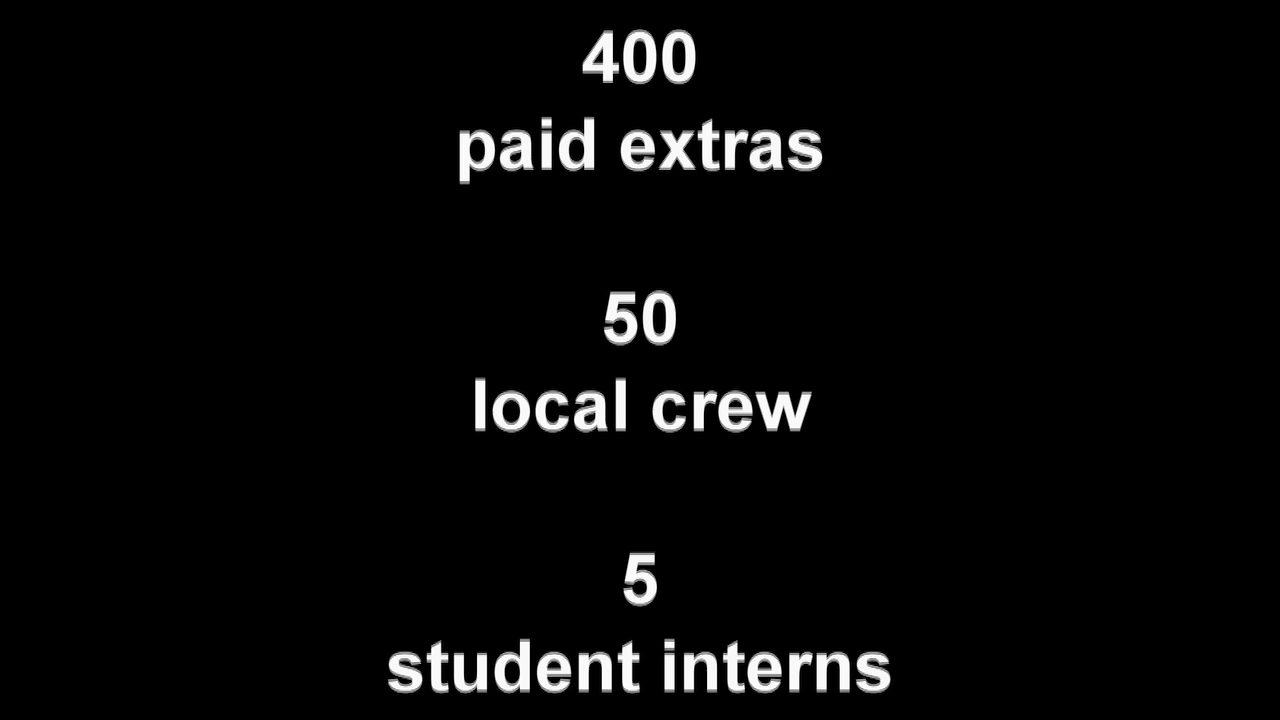 400
paid extras
50
local crew
5
student interns